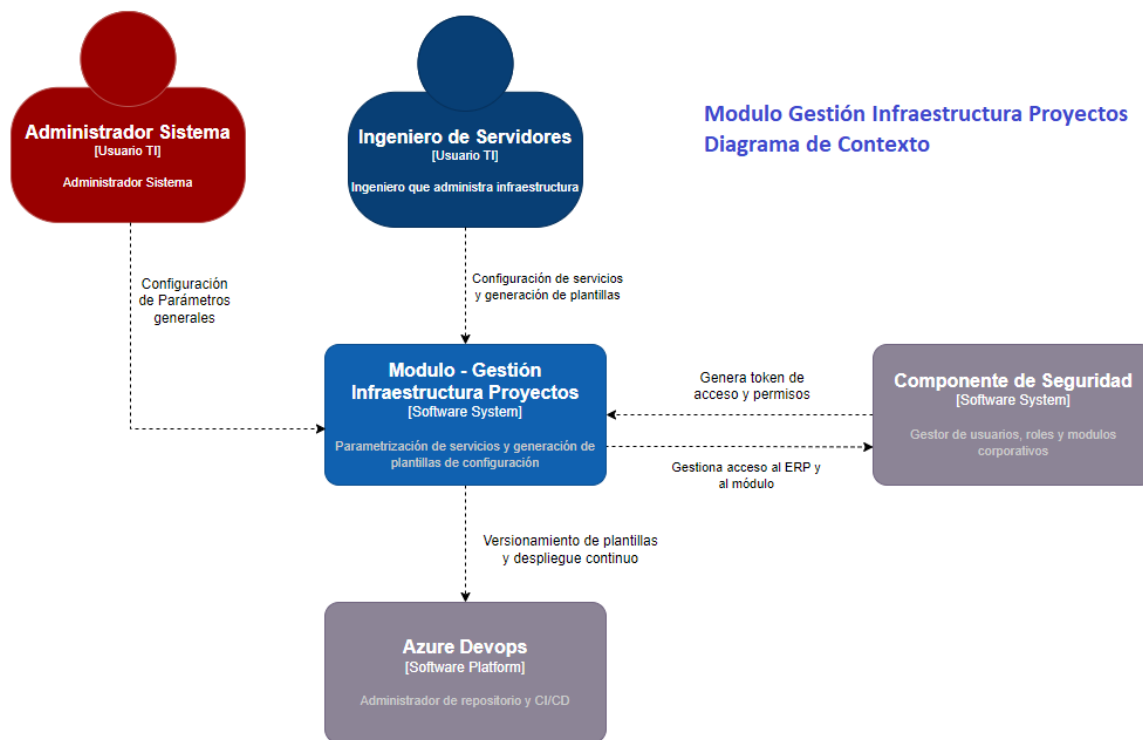 Administrador Sistema
[Usuario TI]
Administrador Sistema
Ingeniero de Servidores
[Usuario TI]
Ingeniero que administra infraestructura
Modulo Gestión Infraestructura Proyectos
Diagrama de Contexto
Configuración
de Parámetros
generales
Configuración de servicios
y generación de plantillas
Modulo - Gestión
Infraestructura Proyectos
[Software System]
Parametrización de servicios y generación de
plantillas de configuración
Genera token de
acceso y permisos
Gestiona acceso al ERP y
al módulo
Componente de Seguridad
[Software System]
Gestor de usuarios, roles y modulos
corporativos
Versionamiento de plantillas
y despliegue continuo
Azure Devops
[Software Platform]
Administrador de repositorio y CI/CD